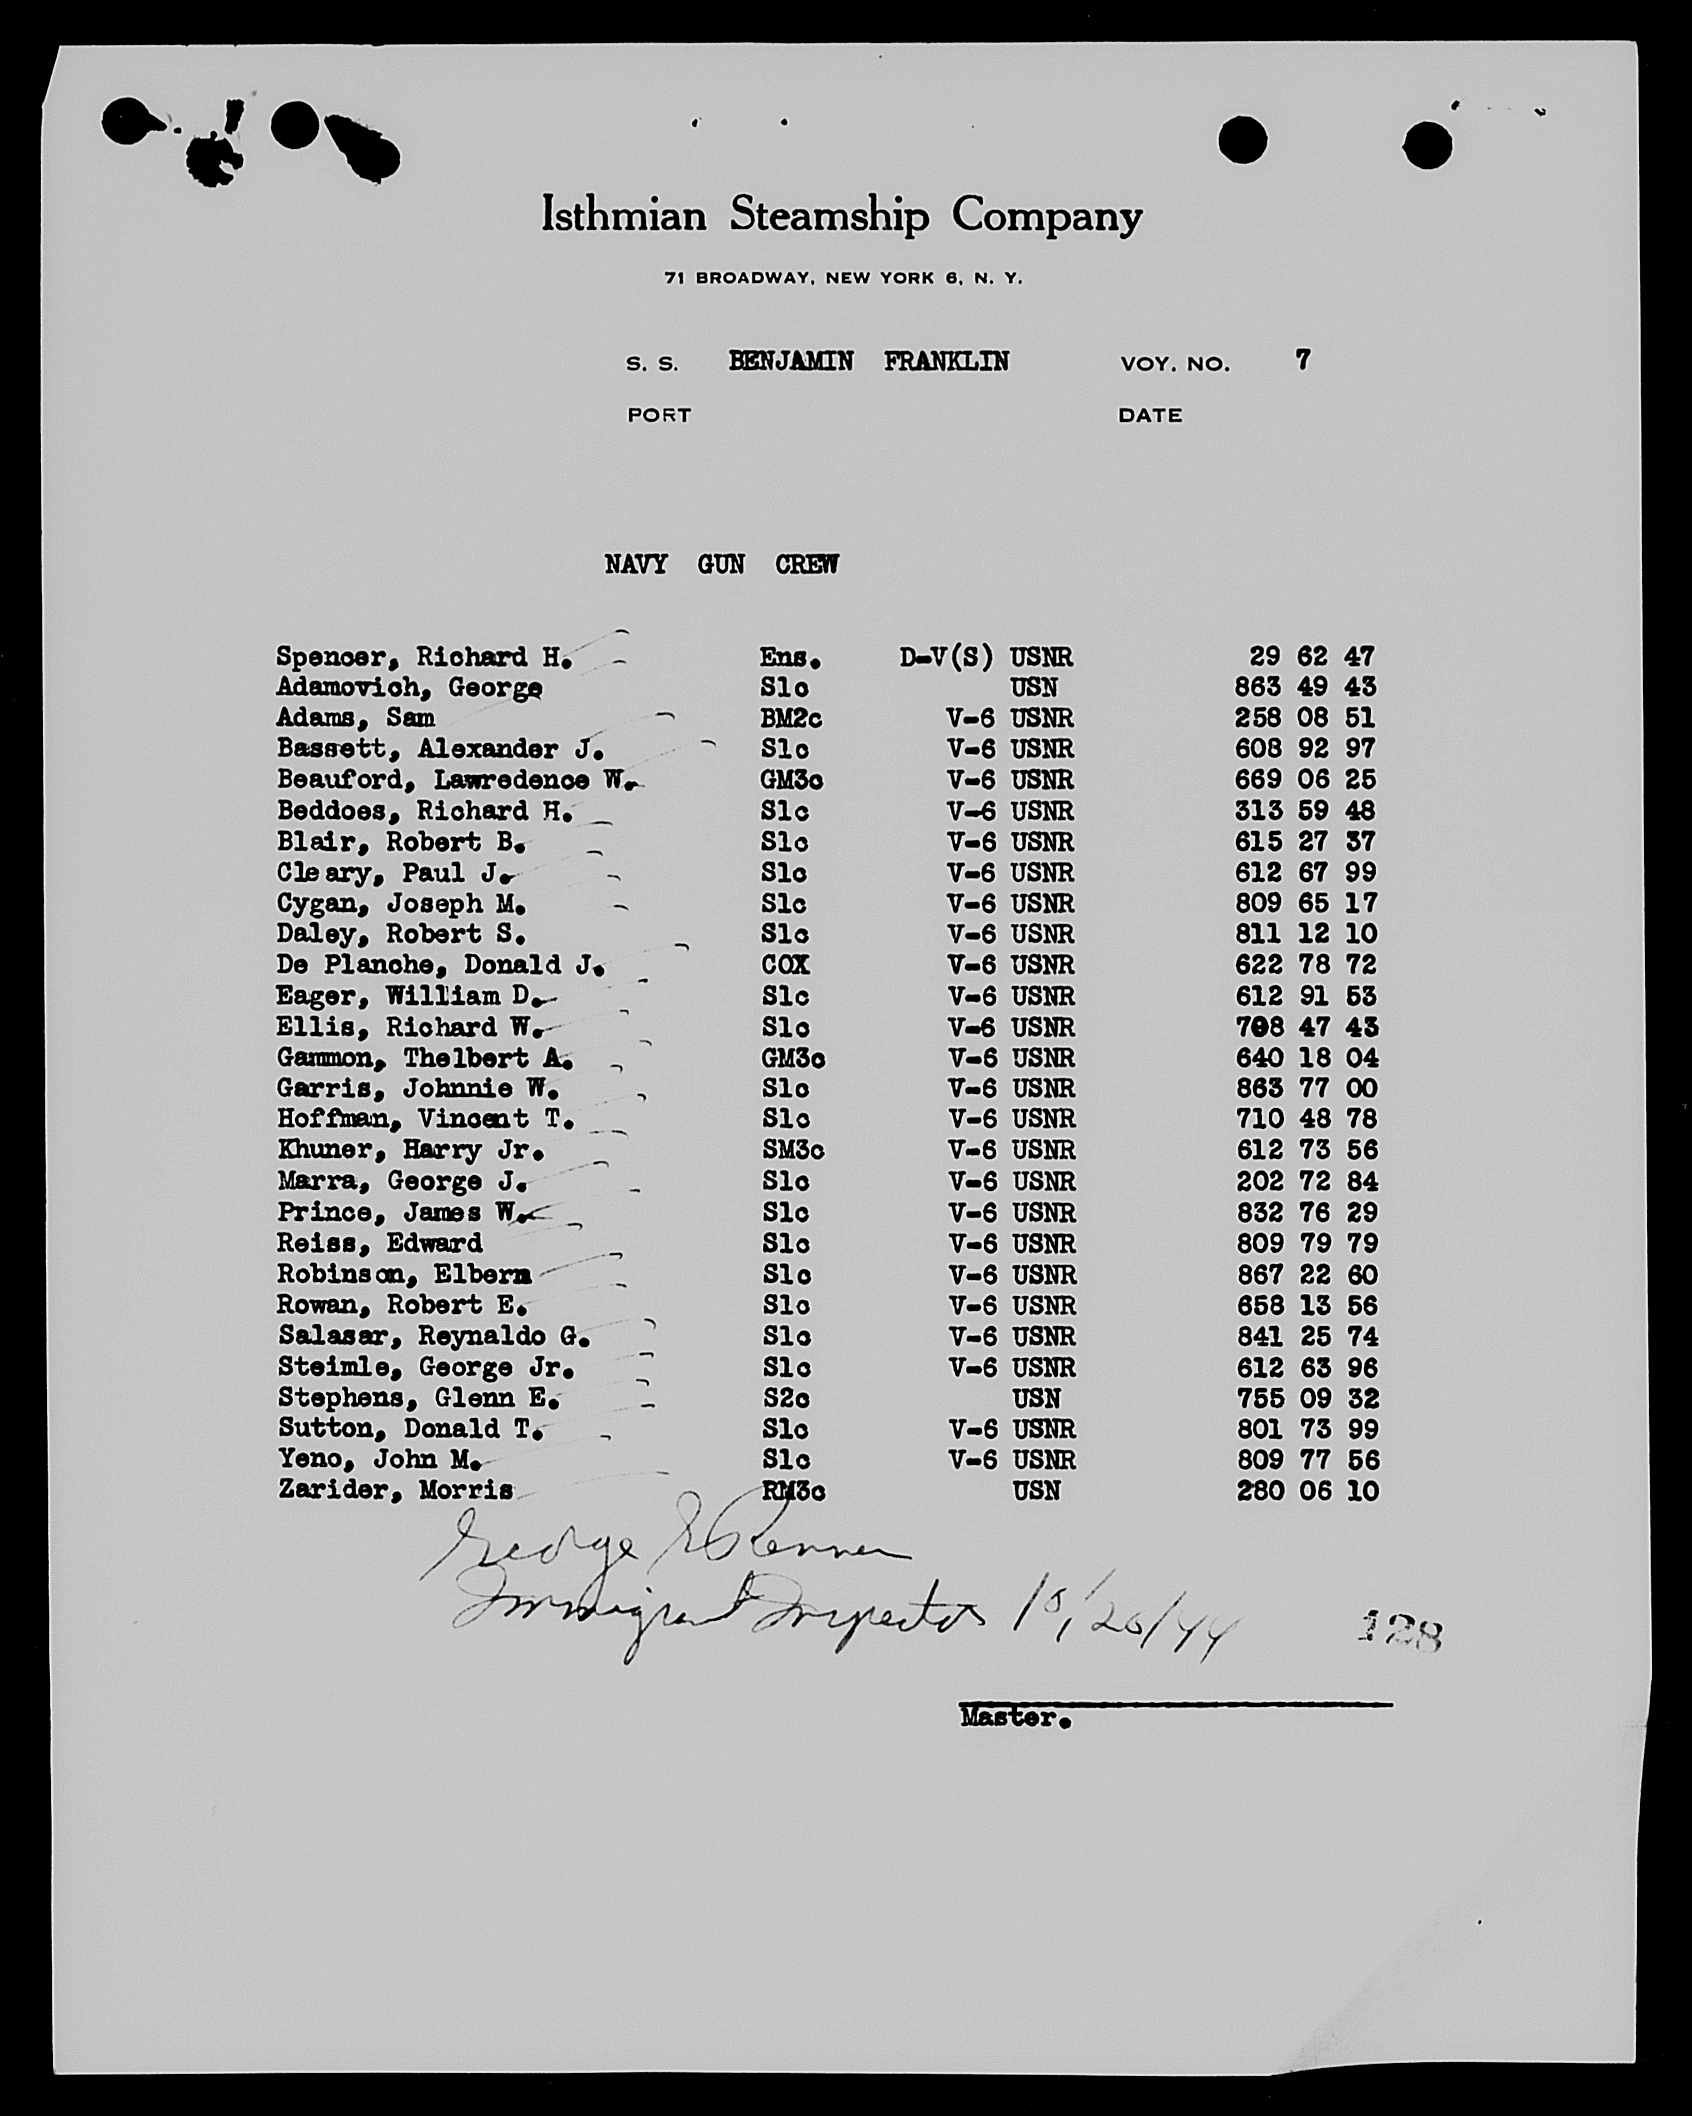 Isthmian Steamship Company
71 BROADWAY, NEW YORK 6, N. Y.
S. S. BENJAMIN FRANKLIN VOY. NO. 7
PORT DATE
NAVY GUN CREW
Spencer, Richard H. Ens. D-V(S) USNR 29 62 47
Adamovich, George S1c USN 863 49 43
Adams, Sam BM2c V-6 USNR 258 08 51
Bassett, Alexander J. S1c V-6 USNR 608 92 97
Beauford, Lawredence W. GM3c V-6 USNR 669 06 25
Beddoes, Richard H. S1c V-6 USNR 313 59 48
Blair, Robert B. S1c V-6 USNR 615 27 37
Cleary, Paul J. S1c V-6 USNR 612 67 99
Cygan, Joseph M. S1c V-6 USNR 809 65 17
Daley, Robert S. S1c V-6 USNR 811 12 10
De Planche, Donald J. COX V-6 USNR 622 78 72
Eager, William D. S1c V-6 USNR 612 91 53
Ellis, Richard W. S1c V-6 USNR 708 47 43
Gammon, Thelbert A. GM3c V-6 USNR 640 18 04
Garris, Johnnie W. S1c V-6 USNR 863 77 00
Hoffman, Vincent T. S1c V-6 USNR 710 48 78
Khuner, Harry Jr. SM3c V-6 USNR 612 73 56
Marra, George J. S1c V-6 USNR 202 72 84
Prince, James W. S1c V-6 USNR 832 76 29
Reiss, Edward S1c V-6 USNR 809 79 79
Robinson, Elbern S1c V-6 USNR 867 22 60
Rowan, Robert E. S1c V-6 USNR 658 13 56
Salasar, Reynaldo G. S1c V-6 USNR 841 25 74
Steimle, George Jr. S1c V-6 USNR 612 63 96
Stephens, Glenn E. S2c USN 755 09 32
Sutton, Donald T. S1c V-6 USNR 801 73 99
Yeno, John M. S1c V-6 USNR 809 77 56
Zarider, Morris RM3c USN 280 06 10
George
Immigrant Inspector 10/20/44 128
Master.